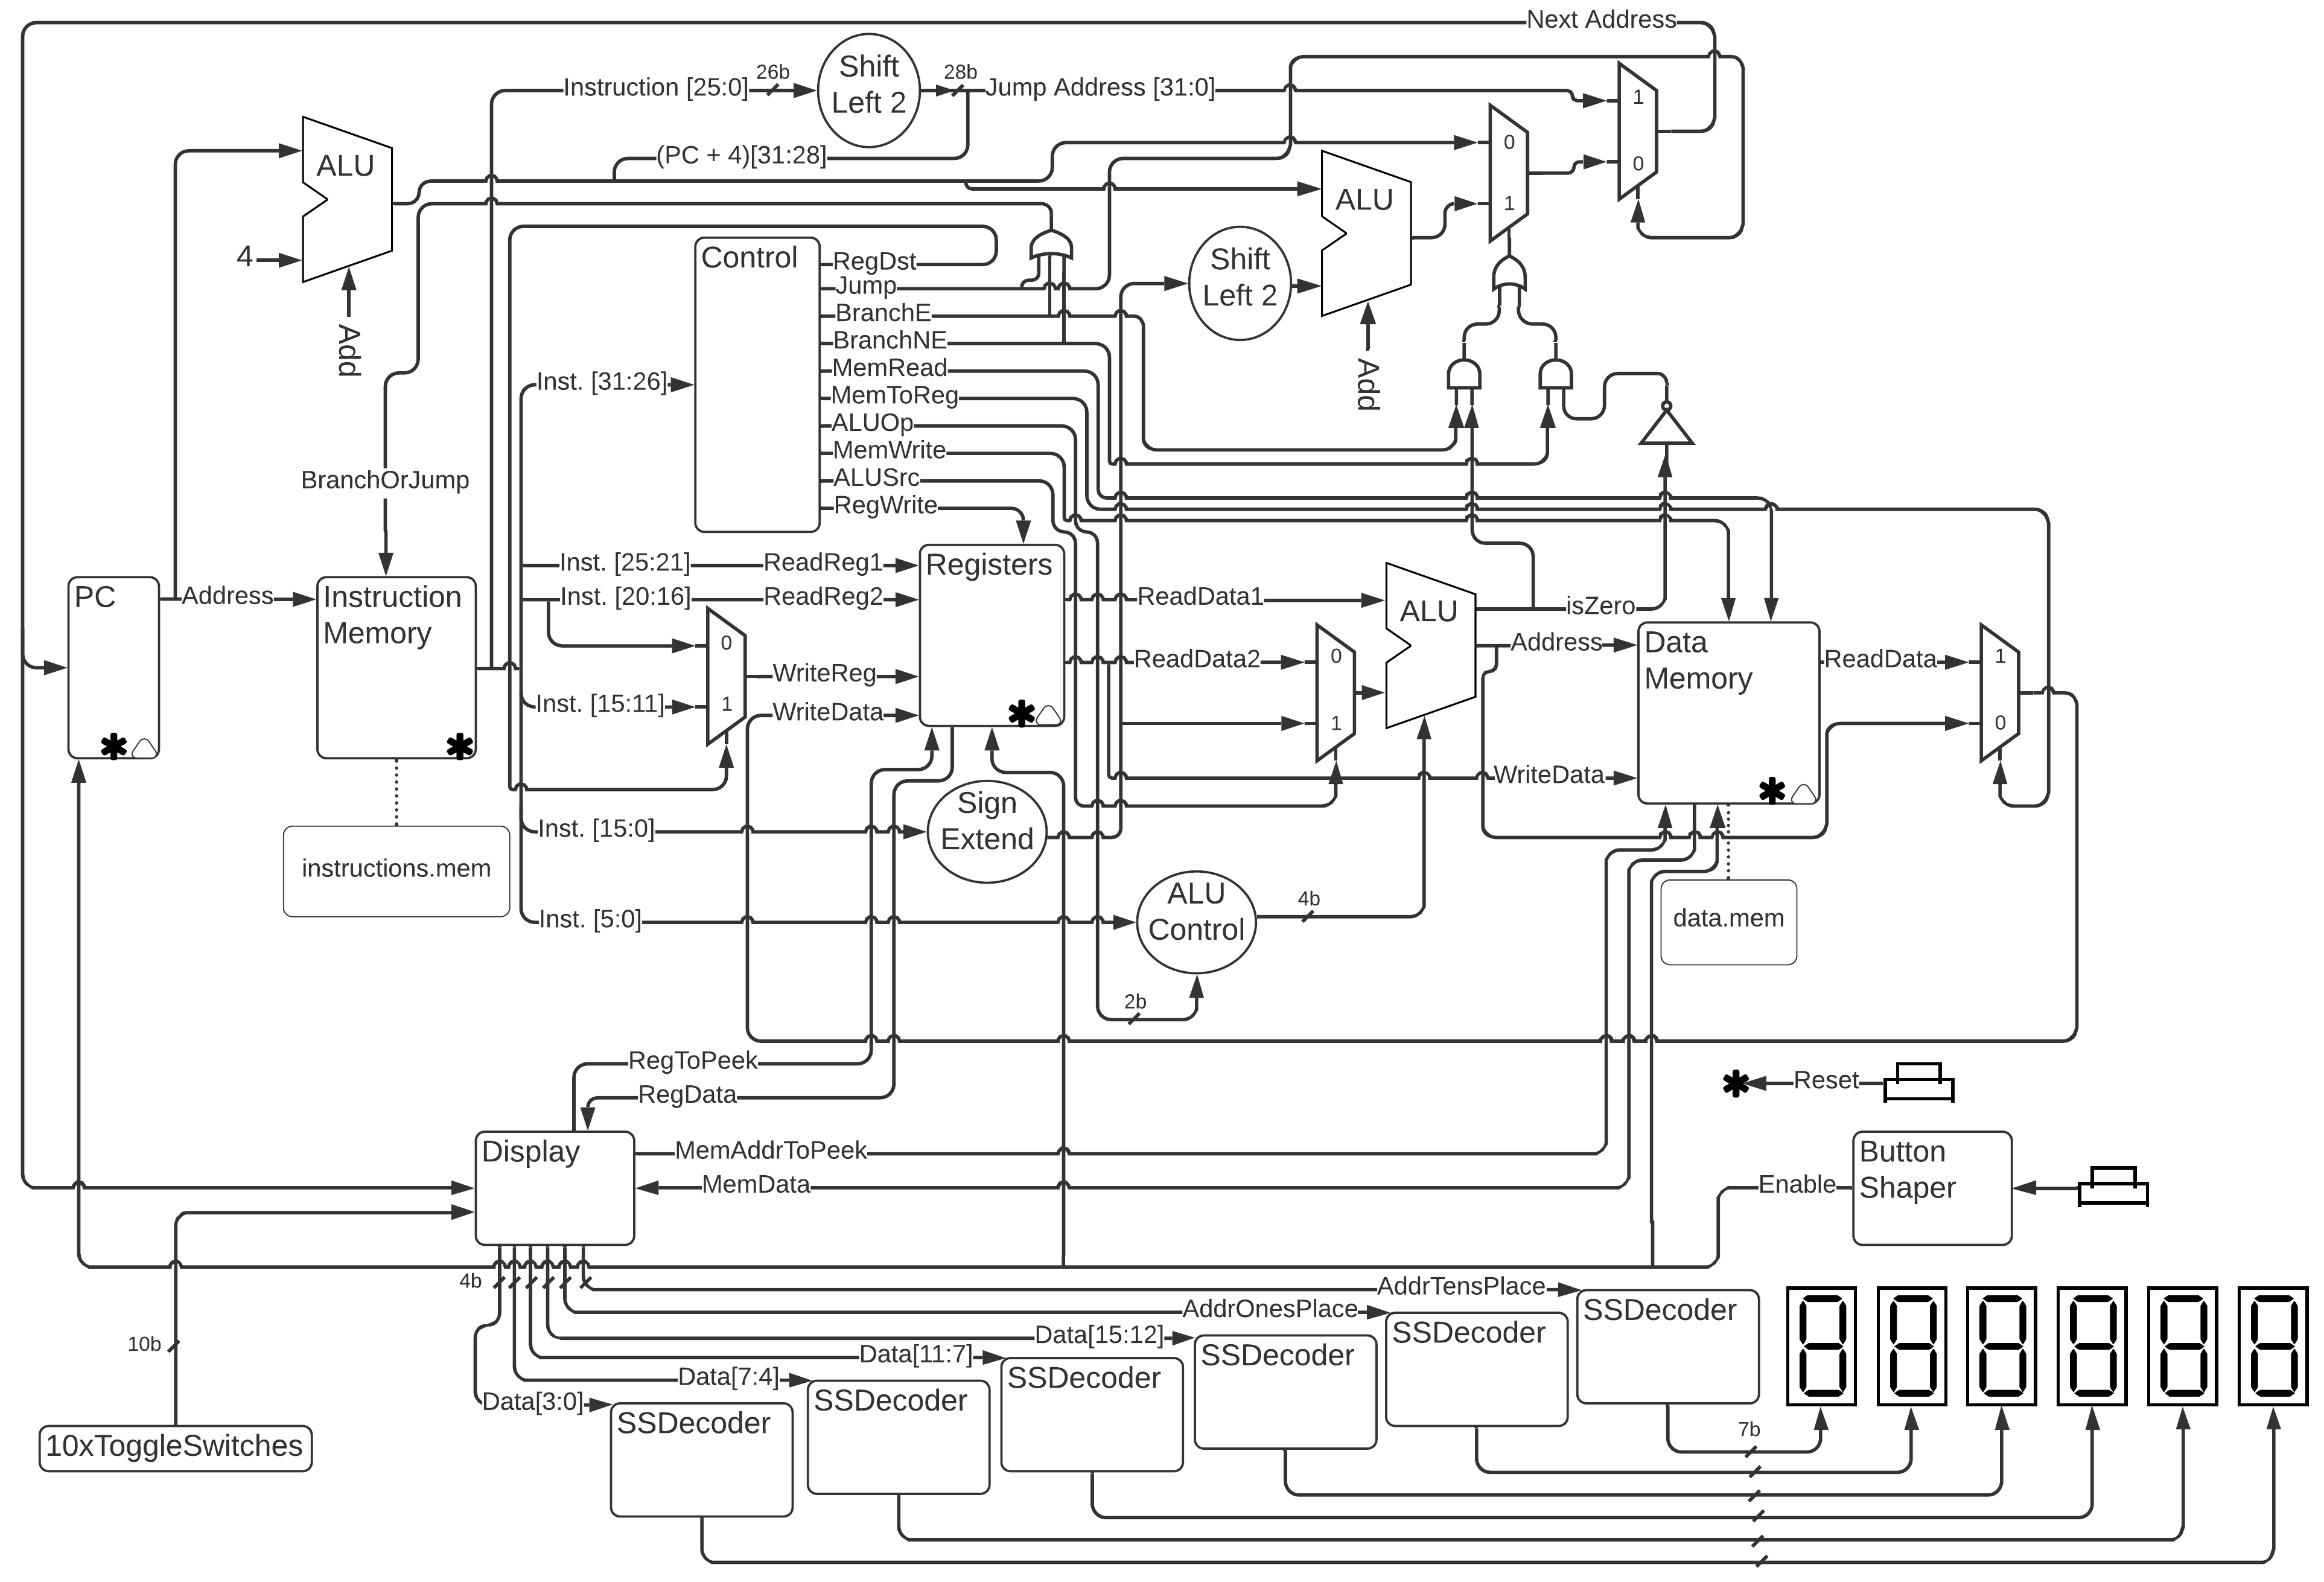 Next Address
Instruction [25:0]
26b
Shift
Left 2
28b
Jump Address [31:0]
1
0
(PC + 4)[31:28]
ALU
4
Add
0
1
ALU
Shift
Left 2
Add
Control
RegDst
Jump
BranchE
BranchNE
MemRead
MemToReg
ALUOp
MemWrite
ALUSrc
RegWrite
Inst. [31:26]
BranchOrJump
PC
Address
Instruction
Memory
Inst. [25:21]
ReadReg1
Inst. [20:16]
ReadReg2
0
1
Inst. [15:11]
WriteReg
WriteData
Registers
ReadData1
ReadData2
0
1
ALU
isZero
Address
WriteData
Data
Memory
ReadData
1
0
instructions.mem
Inst. [15:0]
Sign
Extend
Inst. [5:0]
ALU
Control
4b
2b
data.mem
RegToPeek
RegData
Display
MemAddrToPeek
MemData
Reset
Button
Shaper
Enable
4b
10b
10xToggleSwitches
AddrTensPlace
AddrOnesPlace
Data[15:12]
Data[11:7]
Data[7:4]
Data[3:0]
SSDecoder
SSDecoder
SSDecoder
SSDecoder
SSDecoder
SSDecoder
7b
8
8
8
8
8
8